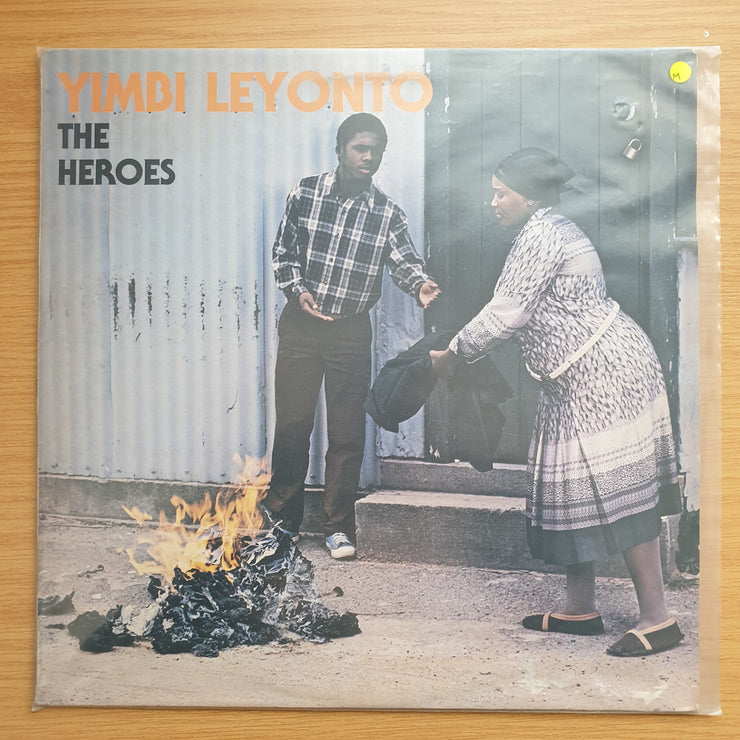 YIMBI LEYONTO
THE
HEROES
M